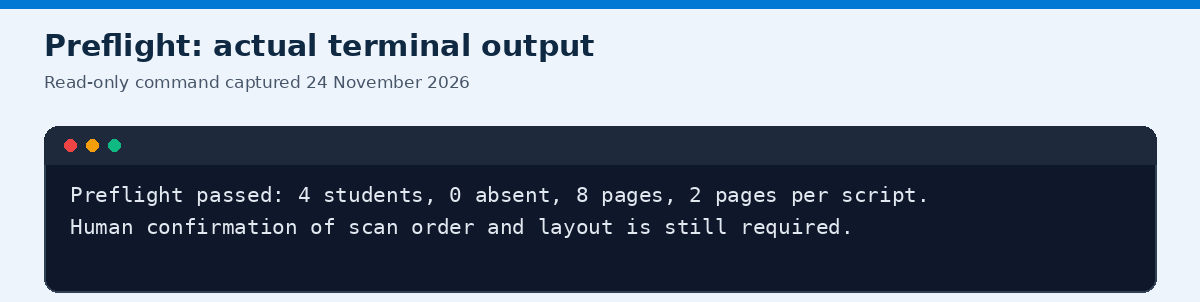 Preflight: actual terminal output
Read-only command captured 24 November 2026
Preflight passed: 4 students, 0 absent, 8 pages, 2 pages per script.
Human confirmation of scan order and layout is still required.